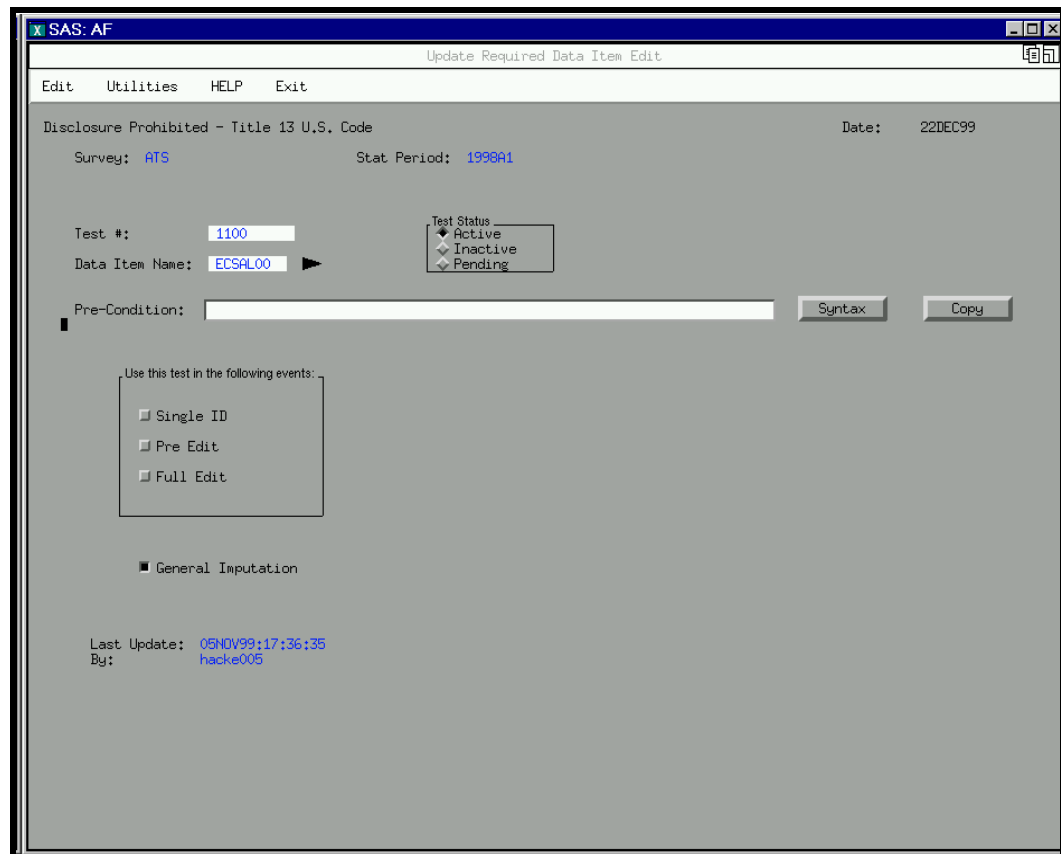 X SAS: AF
Update Required Data Item Edit
Edit Utilities HELP Exit
Disclosure Prohibited - Title 13 U.S. Code Date: 22DEC99
Survey: ATS Stat Period: 1998A1
Test Status
Test #: 1100 Active
Inactive
Data Item Name: ECSAL00 Pending
Pre-Condition: Syntax Copy
Use this test in the following events:
Single ID
Pre Edit
Full Edit
General Imputation
Last Update: 05NOV99:17:36:35
By: hacke005